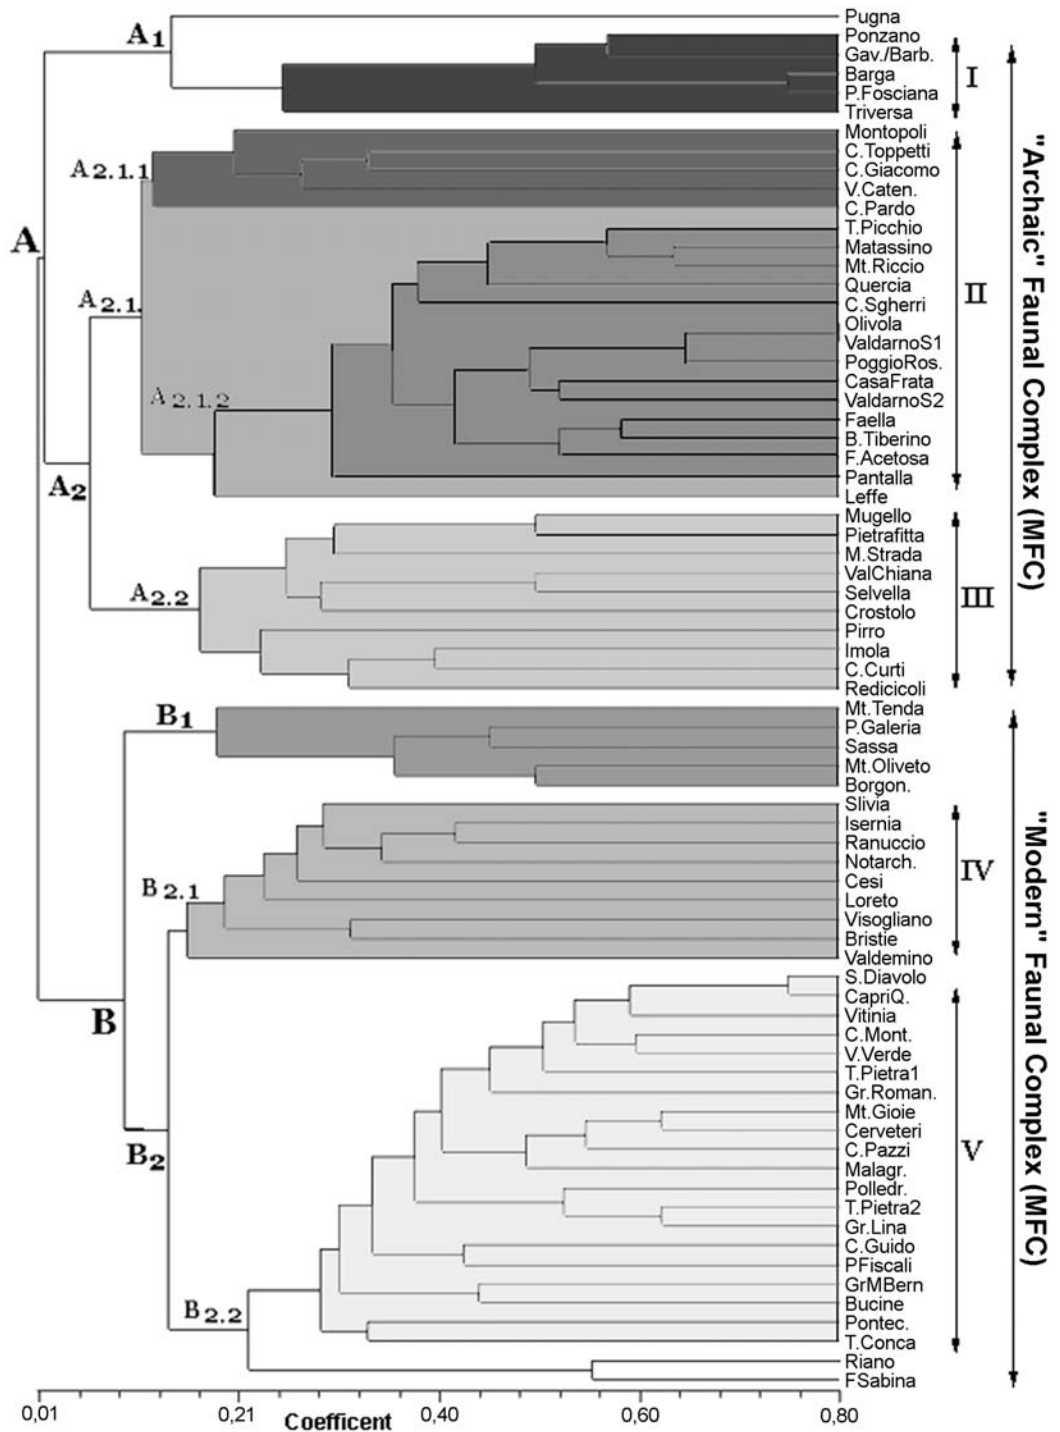 A1
A
A2.1.1
A2.1.
A2.1.2
A2
A2.2
B1
B2.1
B
B2
B2.2
Pugna
Ponzano
Gav./Barb.
Barga
P.Fosciana
Triversa
Montopoli
C.Toppetti
C.Giacomo
V.Caten.
C.Pardo
T.Picchio
Matassino
Mt.Riccio
Quercia
C.Sgherri
Olivola
ValdarnoS1
PoggioRos.
CasaFrata
ValdarnoS2
Faella
B.Tiberino
F.Acetosa
Pantalla
Leffe
Mugello
Pietrafitta
M.Strada
ValChiana
Selvella
Crostolo
Pirro
Imola
C.Curti
Redicicoli
Mt.Tenda
P.Galeria
Sassa
Mt.Oliveto
Borgon.
Slivia
Isernia
Ranuccio
Notarch.
Cesi
Loreto
Visogliano
Bristie
Valdemino
S.Diavolo
CapriQ.
Vitinia
C.Mont.
V.Verde
T.Pietra1
Gr.Roman.
Mt.Gioie
Cerveteri
C.Pazzi
Malagr.
Polledr.
T.Pietra2
Gr.Lina
C.Guido
PFiscali
GrMBern
Bucine
Pontec.
T.Conca
Riano
FSabina
I
II
III
IV
V
"Archaic" Faunal Complex (MFC)
"Modern" Faunal Complex (MFC)
0,01 0,21 0,40 0,60 0,80
Coefficent